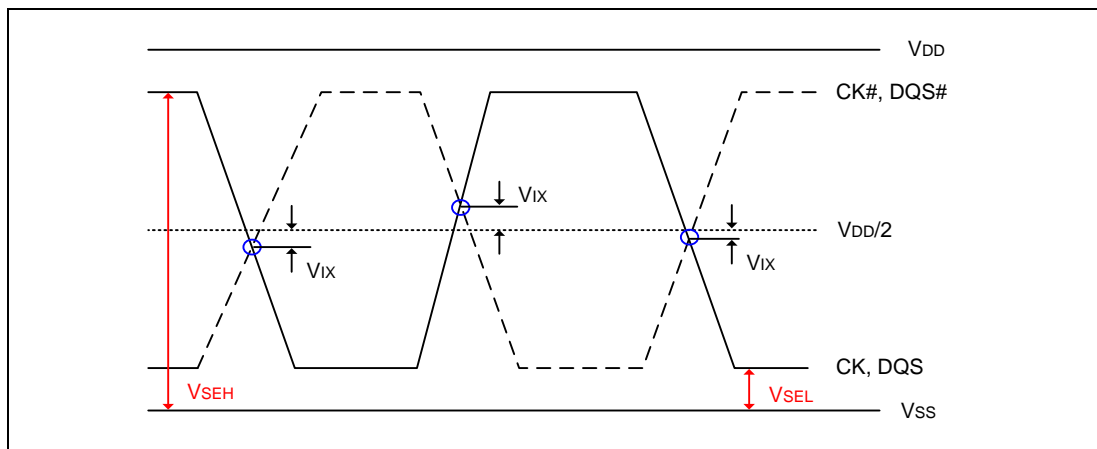 VDD
CK#, DQS#
VIX
VDD/2
VIX
VIX
CK, DQS
VSEH
VSEL
VSS